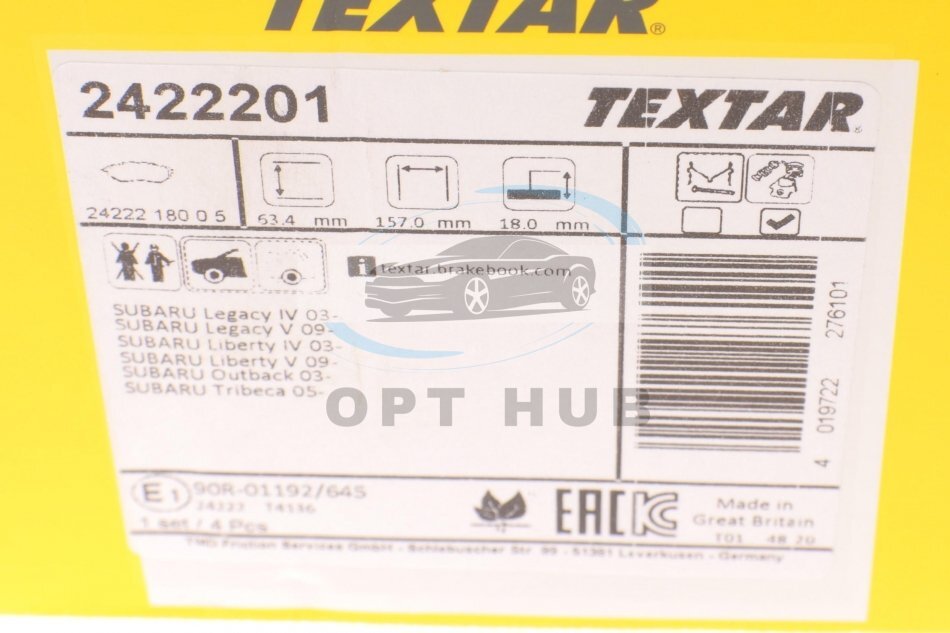 TEXTAR®
2422201
TEXTAR®
24222 180 0 5
63.4 mm
157.0 mm
18.0 mm
i textar.brakebook.com
SUBARU Legacy IV 03-
SUBARU Legacy V 09-
SUBARU Liberty IV 03-
SUBARU Liberty V 09-
SUBARU Outback 03-
SUBARU Tribeca 05-
OPT HUB
4 019722 276101
E1 90R-01192/645
24222 14136
1 set / 4 Pcs
EAC KC
Made in
Great Britain
T01 48 20
TMD Friction Services GmbH - Schlebuscher Str. 99 - 51381 Leverkusen - Germany